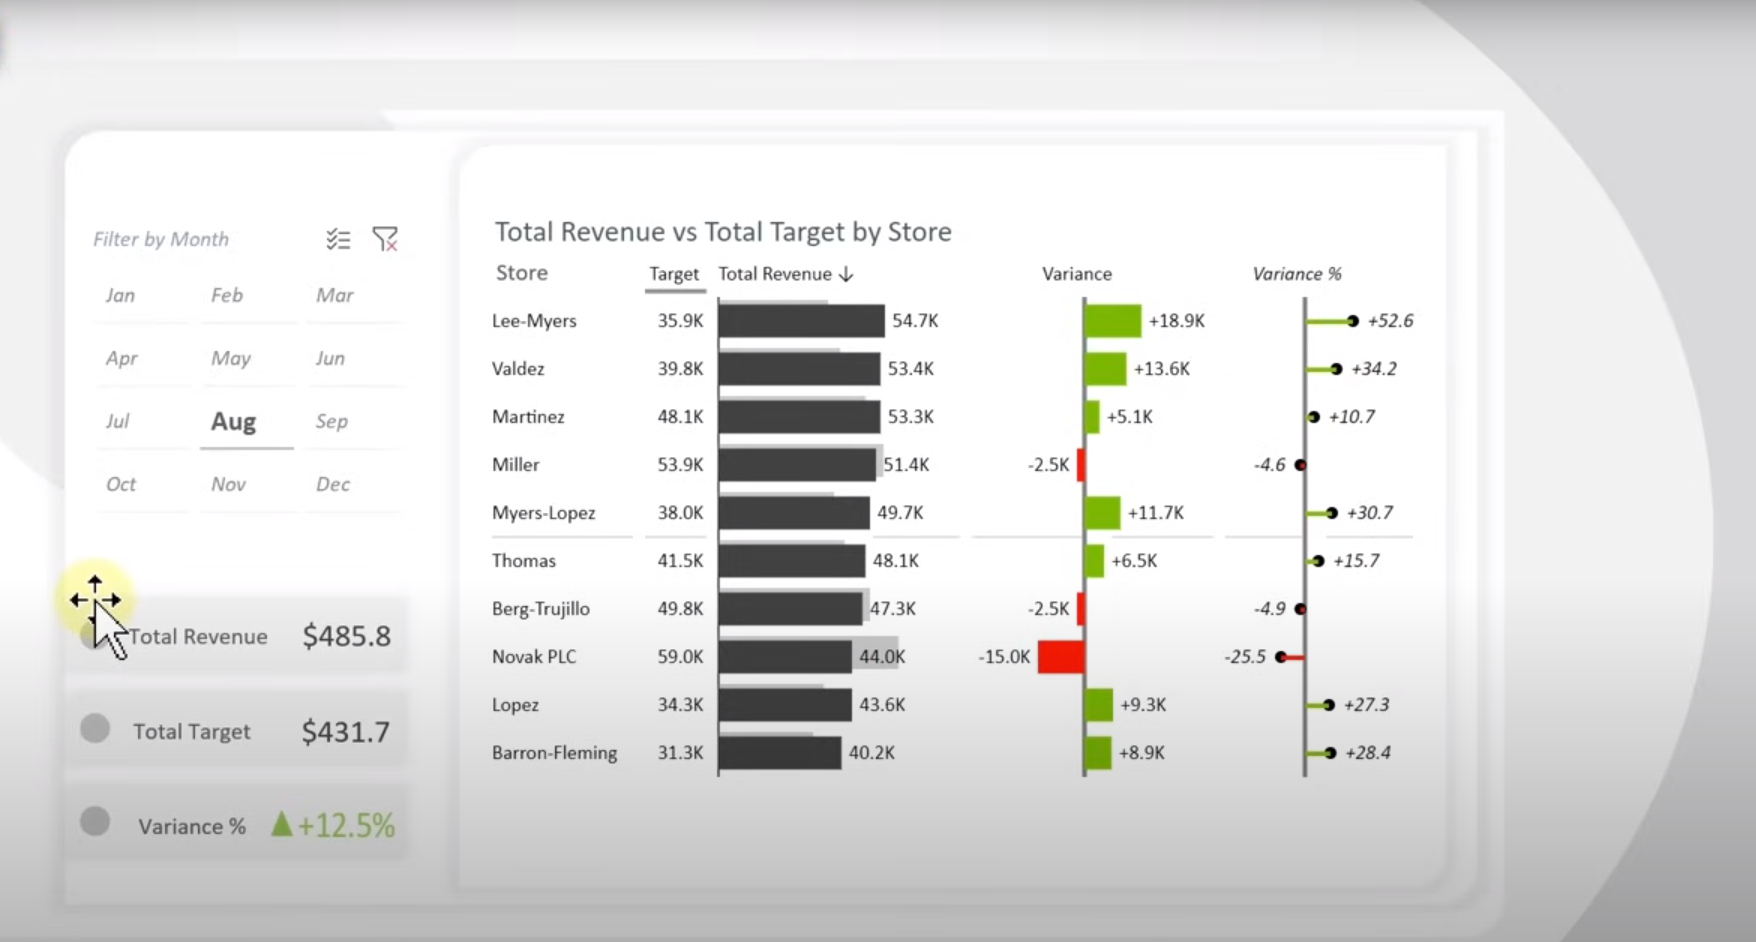 Filter by Month
Jan Feb Mar
Apr May Jun
Jul Aug Sep
Oct Nov Dec
Total Revenue $485.8
Total Target $431.7
Variance % ▲+12.5%
Total Revenue vs Total Target by Store
Store Target Total Revenue ↓ Variance Variance %
Lee-Myers 35.9K 54.7K +18.9K +52.6
Valdez 39.8K 53.4K +13.6K +34.2
Martinez 48.1K 53.3K +5.1K +10.7
Miller 53.9K 51.4K -2.5K -4.6
Myers-Lopez 38.0K 49.7K +11.7K +30.7
Thomas 41.5K 48.1K +6.5K +15.7
Berg-Trujillo 49.8K 47.3K -2.5K -4.9
Novak PLC 59.0K 44.0K -15.0K -25.5
Lopez 34.3K 43.6K +9.3K +27.3
Barron-Fleming 31.3K 40.2K +8.9K +28.4